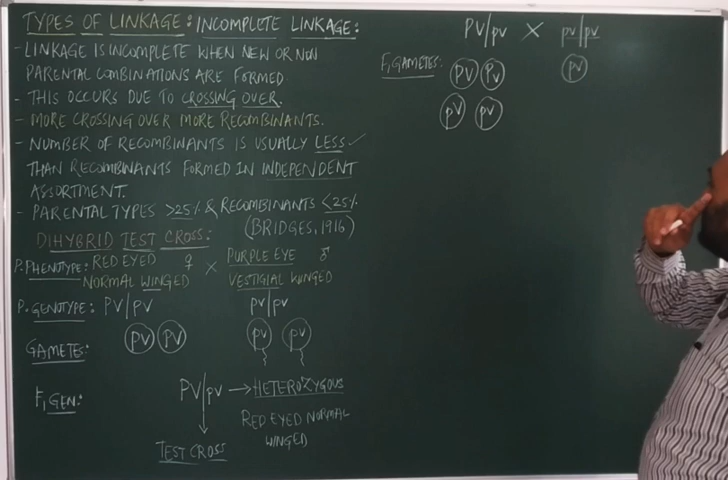 TYPES OF LINKAGE: INCOMPLETE LINKAGE:
- LINKAGE IS INCOMPLETE WHEN NEW OR NON
PARENTAL COMBINATIONS ARE FORMED.
- THIS OCCURS DUE TO CROSSING OVER.
- MORE CROSSING OVER MORE RECOMBINANTS.
- NUMBER OF RECOMBINANTS IS USUALLY LESS ✓
THAN RECOMBINANTS FORMED IN INDEPENDENT
ASSORTMENT.
- PARENTAL TYPES >25% & RECOMBINANTS <25%
DIHYBRID TEST CROSS: (BRIDGES, 1916)
P. PHENOTYPE: RED EYED ♀ × PURPLE EYE ♂
NORMAL WINGED VESTIGIAL WINGED
P. GENOTYPE: PV/PV pv/pv
GAMETES: PV PV pv pv
F1 GEN: PV/pv → HETEROZYGOUS
RED EYED NORMAL
WINGED
TEST CROSS
PV/pv × pv/pv
F1 GAMETES: PV Pv pv
pV pv